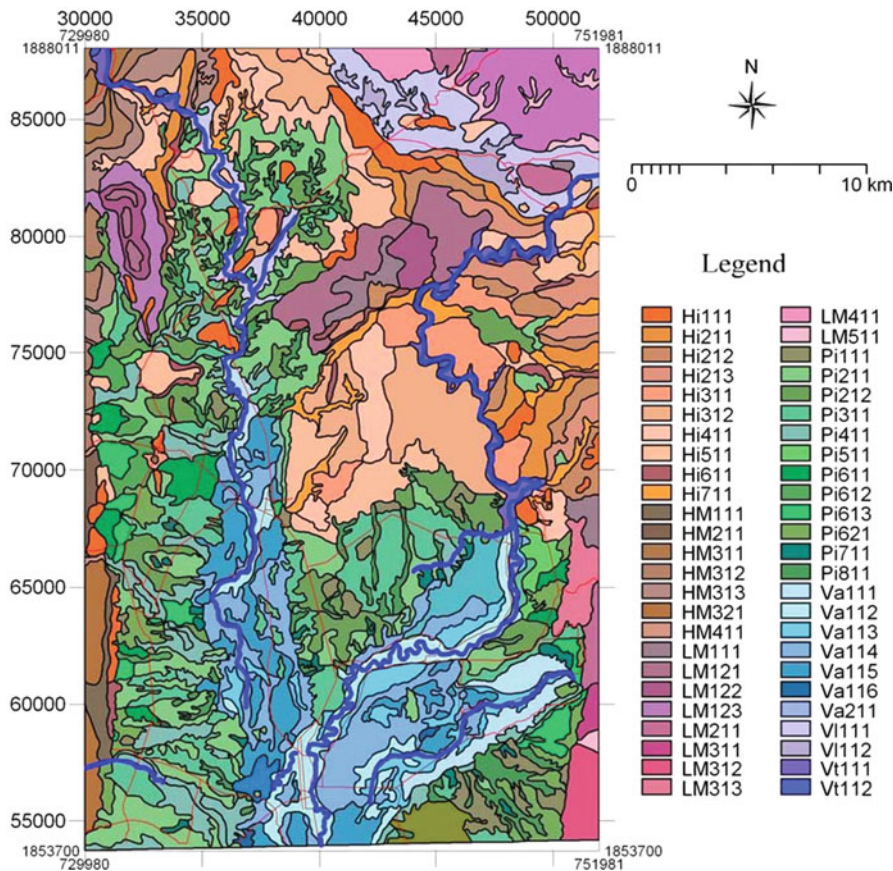 30000 35000 40000 45000 50000
729980 751981
1888011 1888011
85000
80000
75000
70000
65000
60000
55000
1853700 1853700
729980 751981
N
0 10 km
Legend
Hi111
Hi211
Hi212
Hi213
Hi311
Hi312
Hi411
Hi511
Hi611
Hi711
HM111
HM211
HM311
HM312
HM313
HM321
HM411
LM111
LM121
LM122
LM123
LM211
LM311
LM312
LM313
LM411
LM511
Pi111
Pi211
Pi212
Pi311
Pi411
Pi511
Pi611
Pi612
Pi613
Pi621
Pi711
Pi811
Va111
Va112
Va113
Va114
Va115
Va116
Va211
Vl111
Vl112
Vt111
Vt112